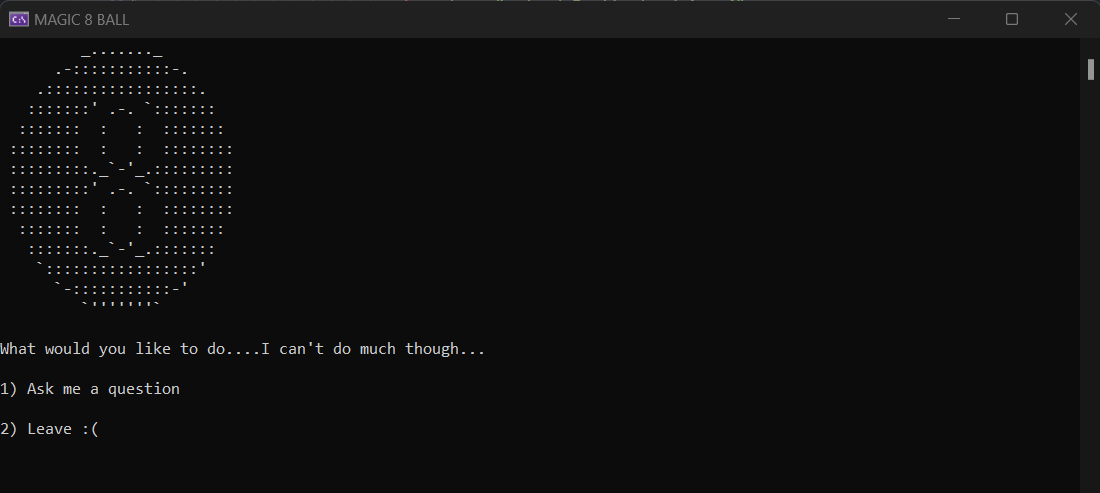 MAGIC 8 BALL
What would you like to do....I can't do much though...
1) Ask me a question
2) Leave :(